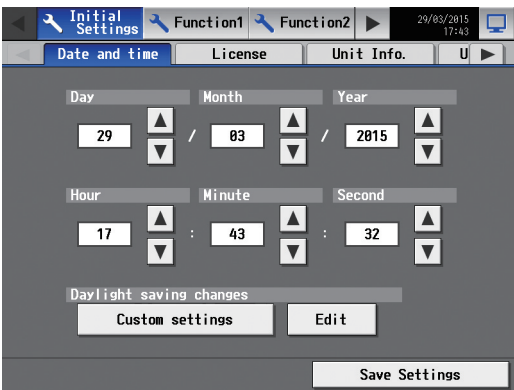 Initial
Settings
Function1
Function2
29/03/2015
17:43
Date and time
License
Unit Info.
U
Day
Month
Year
29 / 03 / 2015
Hour
Minute
Second
17 : 43 : 32
Daylight saving changes
Custom settings
Edit
Save Settings